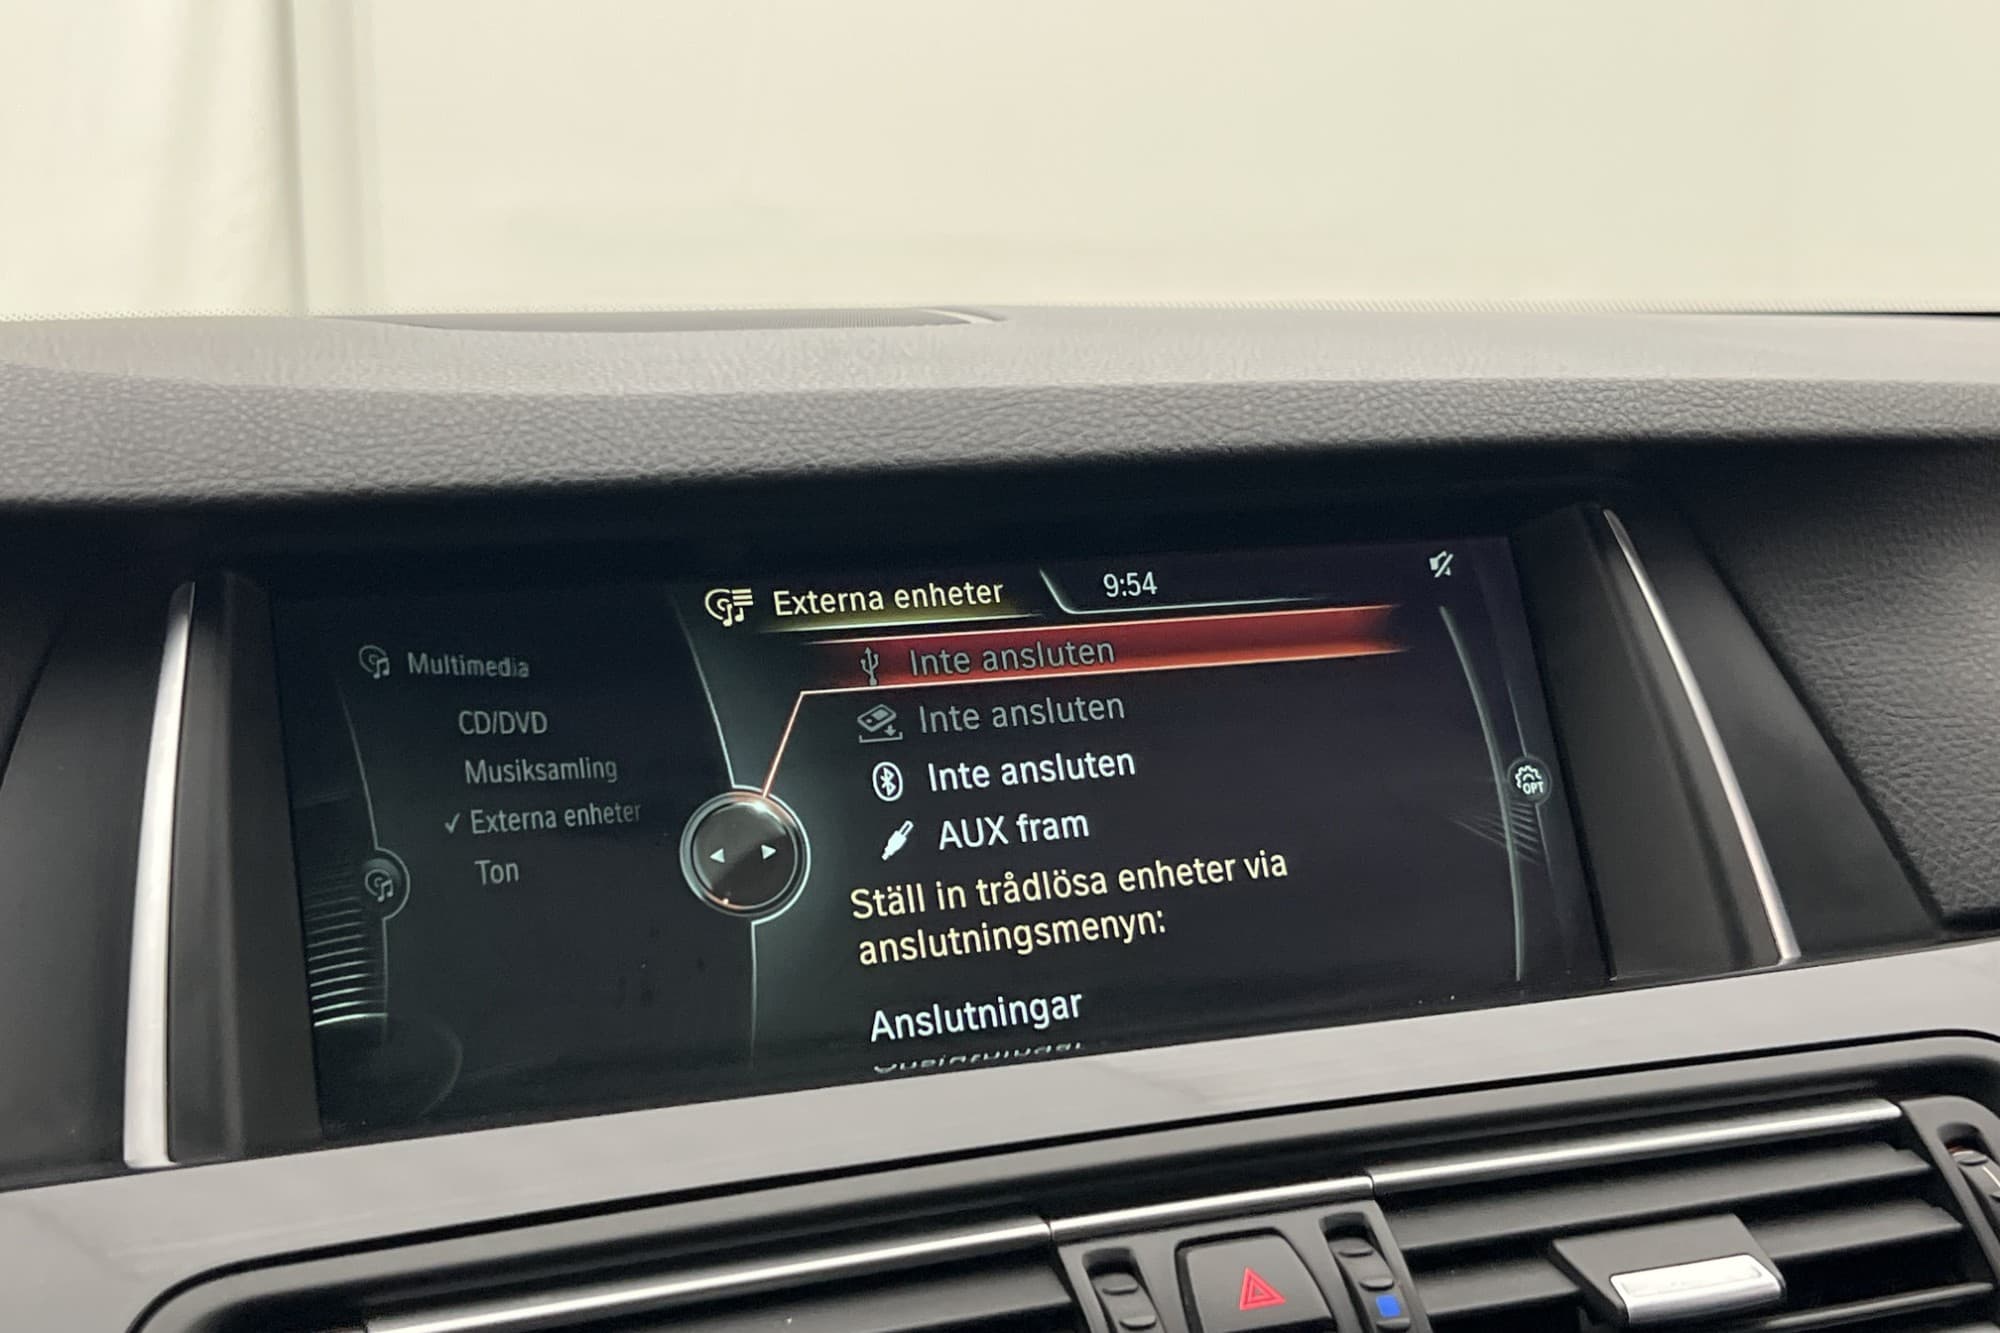 Externa enheter
9:54
Multimedia
CD/DVD
Musiksamling
✓ Externa enheter
Ton
Inte ansluten
Inte ansluten
Inte ansluten
AUX fram
Ställ in trådlösa enheter via
anslutningsmenyn:
Anslutningar
OPT